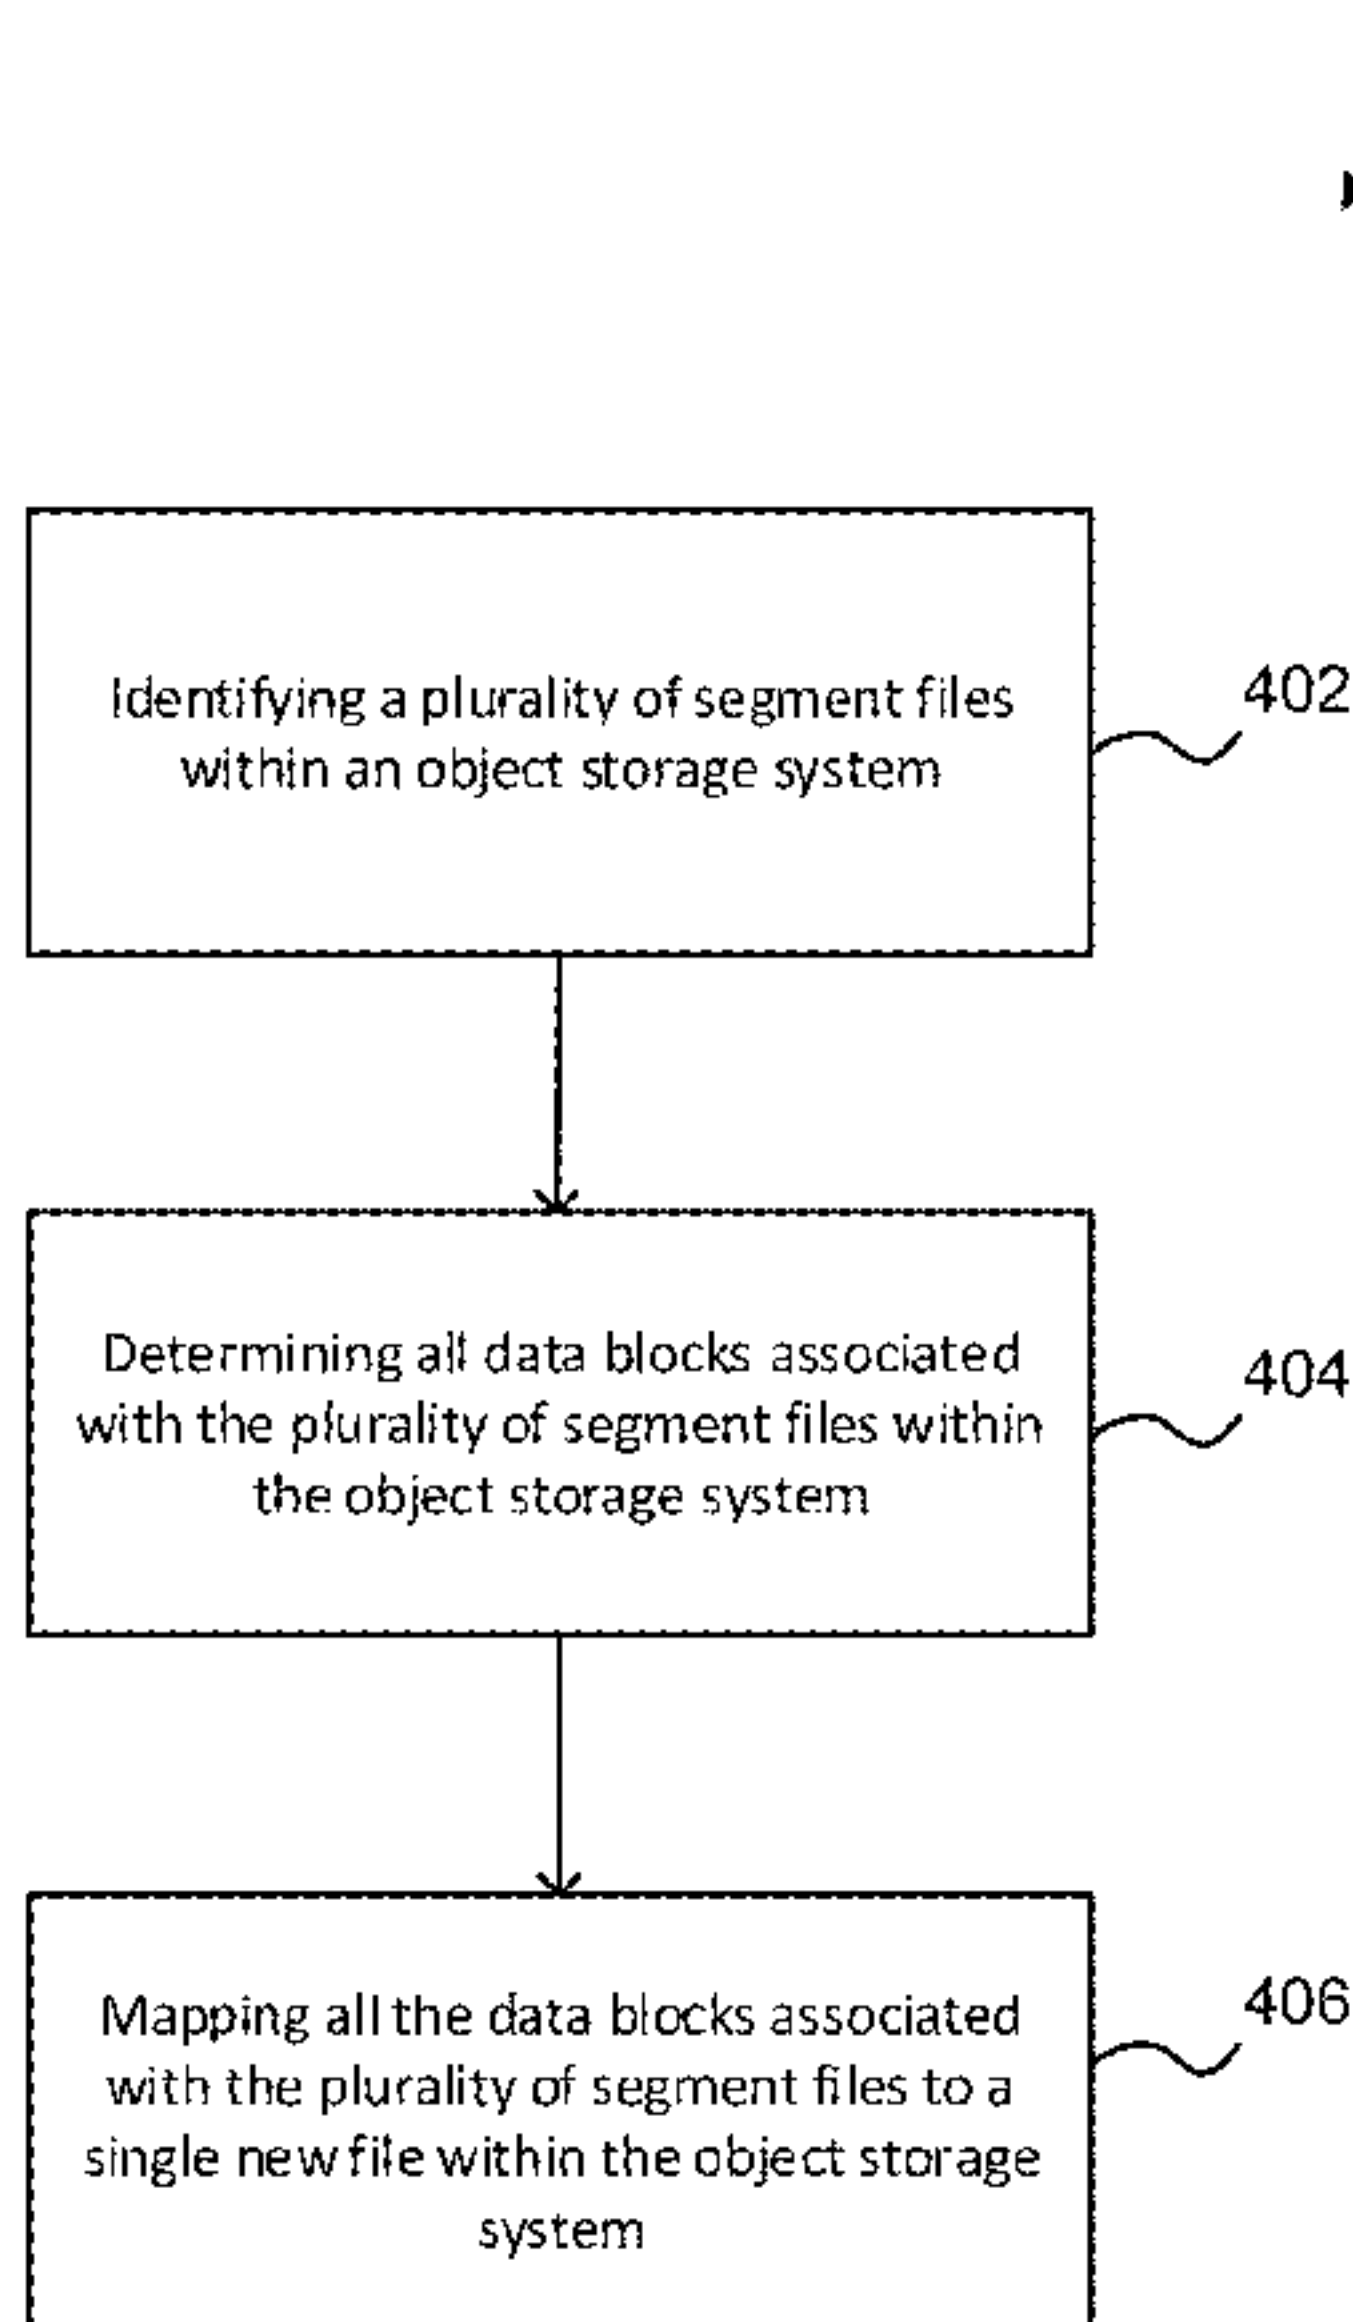 Identifying a plurality of segment files
within an object storage system
402
Determining all data blocks associated
with the plurality of segment files within
the object storage system
404
Mapping all the data blocks associated
with the plurality of segment files to a
single new file within the object storage
system
406